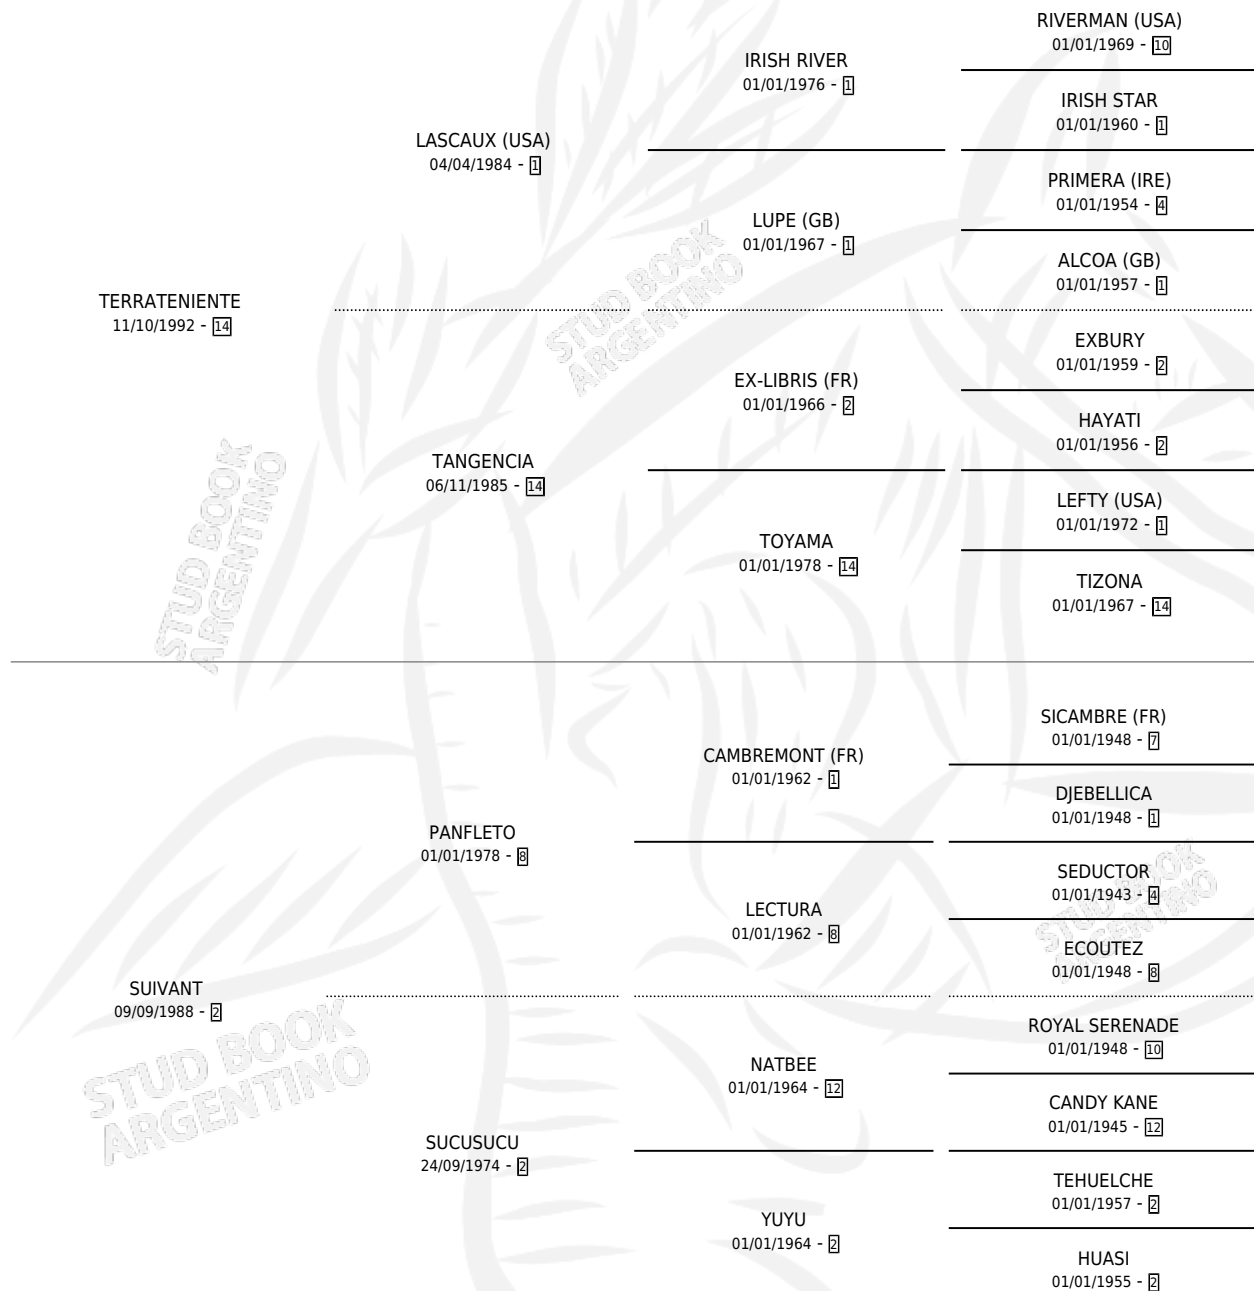 RIVERMAN (USA)
01/01/1969 - 10
IRISH RIVER
01/01/1976 - 1
IRISH STAR
01/01/1960 - 1
LASCAUX (USA)
04/04/1984 - 1
PRIMERA (IRE)
01/01/1954 - 4
LUPE (GB)
01/01/1967 - 1
ALCOA (GB)
01/01/1957 - 1
TERRATENIENTE
11/10/1992 - 14
STUD BOOK
ARGENTINO
EXBURY
01/01/1959 - 2
EX-LIBRIS (FR)
01/01/1966 - 2
HAYATI
01/01/1956 - 2
TANGENCIA
06/11/1985 - 14
LEFTY (USA)
01/01/1972 - 1
TOYAMA
01/01/1978 - 14
TIZONA
01/01/1967 - 14
STUD BOOK
ARGENTINO
SICAMBRE (FR)
01/01/1948 - 7
CAMBREMONT (FR)
01/01/1962 - 1
DJEBELLICA
01/01/1948 - 1
PANFLETO
01/01/1978 - 8
SEDUCTOR
01/01/1943 - 4
LECTURA
01/01/1962 - 8
ECOUTEZ
01/01/1948 - 8
STUD BOOK
ARGENTINO
SUIVANT
09/09/1988 - 2
ROYAL SERENADE
01/01/1948 - 10
NATBEE
01/01/1964 - 12
CANDY KANE
01/01/1945 - 12
STUD BOOK
ARGENTINO
SUCUSUCU
24/09/1974 - 2
TEHUELCHE
01/01/1957 - 2
YUYU
01/01/1964 - 2
HUASI
01/01/1955 - 2